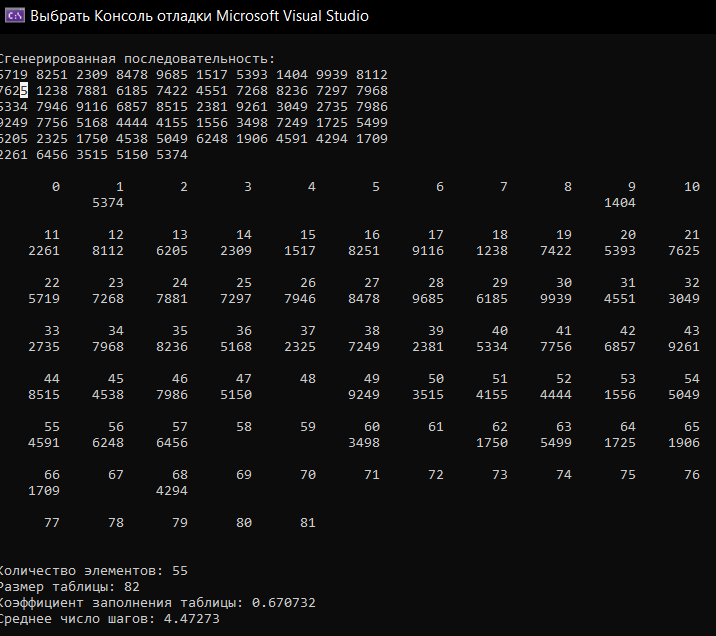 Выбрать Консоль отладки Microsoft Visual Studio
Сгенерированная последовательность:
5719 8251 2309 8478 9685 1517 5393 1404 9939 8112
7625 1238 7881 6185 7422 4551 7268 8236 7297 7968
5334 7946 9116 6857 8515 2381 9261 3049 2735 7986
9249 7756 5168 4444 4155 1556 3498 7249 1725 5499
6205 2325 1750 4538 5049 6248 1906 4591 4294 1709
2261 6456 3515 5150 5374
0 1 2 3 4 5 6 7 8 9 10
5374 1404
11 12 13 14 15 16 17 18 19 20 21
2261 8112 6205 2309 1517 8251 9116 1238 7422 5393 7625
22 23 24 25 26 27 28 29 30 31 32
5719 7268 7881 7297 7946 8478 9685 6185 9939 4551 3049
33 34 35 36 37 38 39 40 41 42 43
2735 7968 8236 5168 2325 7249 2381 5334 7756 6857 9261
44 45 46 47 48 49 50 51 52 53 54
8515 4538 7986 5150 9249 3515 4155 4444 1556 5049
55 56 57 58 59 60 61 62 63 64 65
4591 6248 6456 3498 1750 5499 1725 1906
66 67 68 69 70 71 72 73 74 75 76
1709 4294
77 78 79 80 81
Количество элементов: 55
Размер таблицы: 82
Коэффициент заполнения таблицы: 0.670732
Среднее число шагов: 4.47273